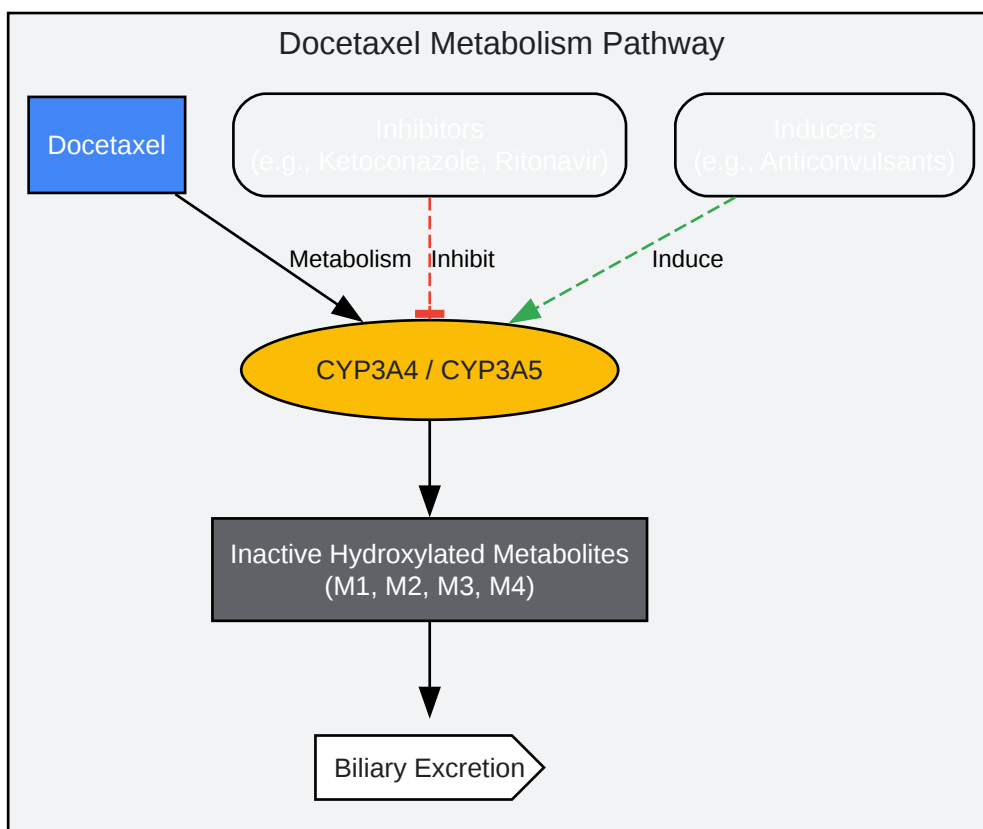 Docetaxel Metabolism Pathway
Docetaxel
Inhibitors
(e.g., Ketoconazole, Ritonavir)
Inducers
(e.g., Anticonvulsants)
Metabolism
Inhibit
Induce
CYP3A4 / CYP3A5
Inactive Hydroxylated Metabolites
(M1, M2, M3, M4)
Biliary Excretion